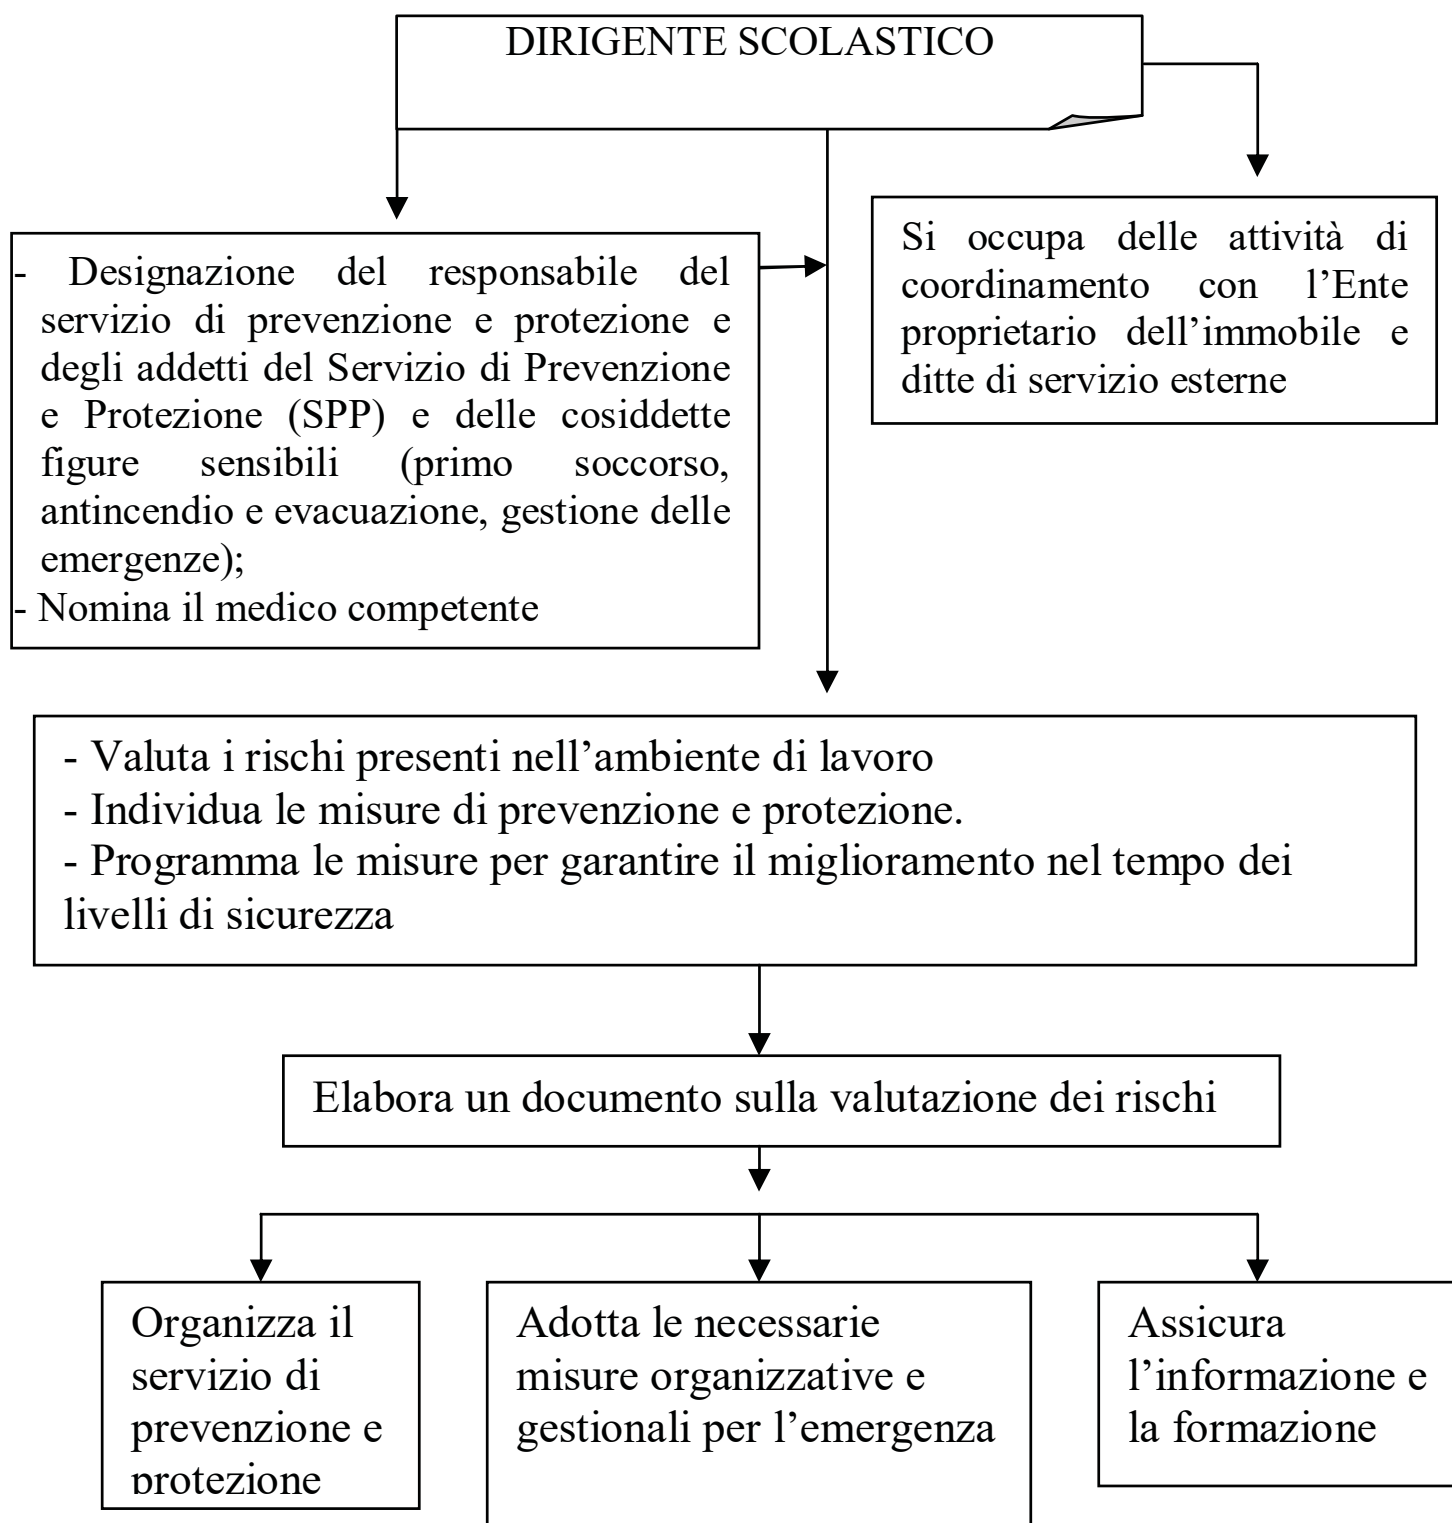 DIRIGENTE SCOLASTICO
- Designazione del responsabile del
servizio di prevenzione e protezione e
degli addetti del Servizio di Prevenzione
e Protezione (SPP) e delle cosiddette
figure sensibili (primo soccorso,
antincendio e evacuazione, gestione delle
emergenze);
- Nomina il medico competente
Si occupa delle attività di
coordinamento con l’Ente
proprietario dell’immobile e
ditte di servizio esterne
- Valuta i rischi presenti nell’ambiente di lavoro
- Individua le misure di prevenzione e protezione.
- Programma le misure per garantire il miglioramento nel tempo dei
livelli di sicurezza
Elabora un documento sulla valutazione dei rischi
Organizza il
servizio di
prevenzione e
protezione
Adotta le necessarie
misure organizzative e
gestionali per l’emergenza
Assicura
l’informazione e
la formazione